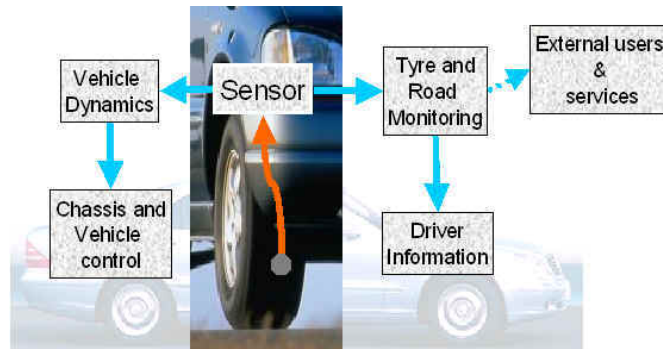 Vehicle
Dynamics
Sensor
Tyre and
Road
Monitoring
External users
&
services
Chassis and
Vehicle
control
Driver
Information